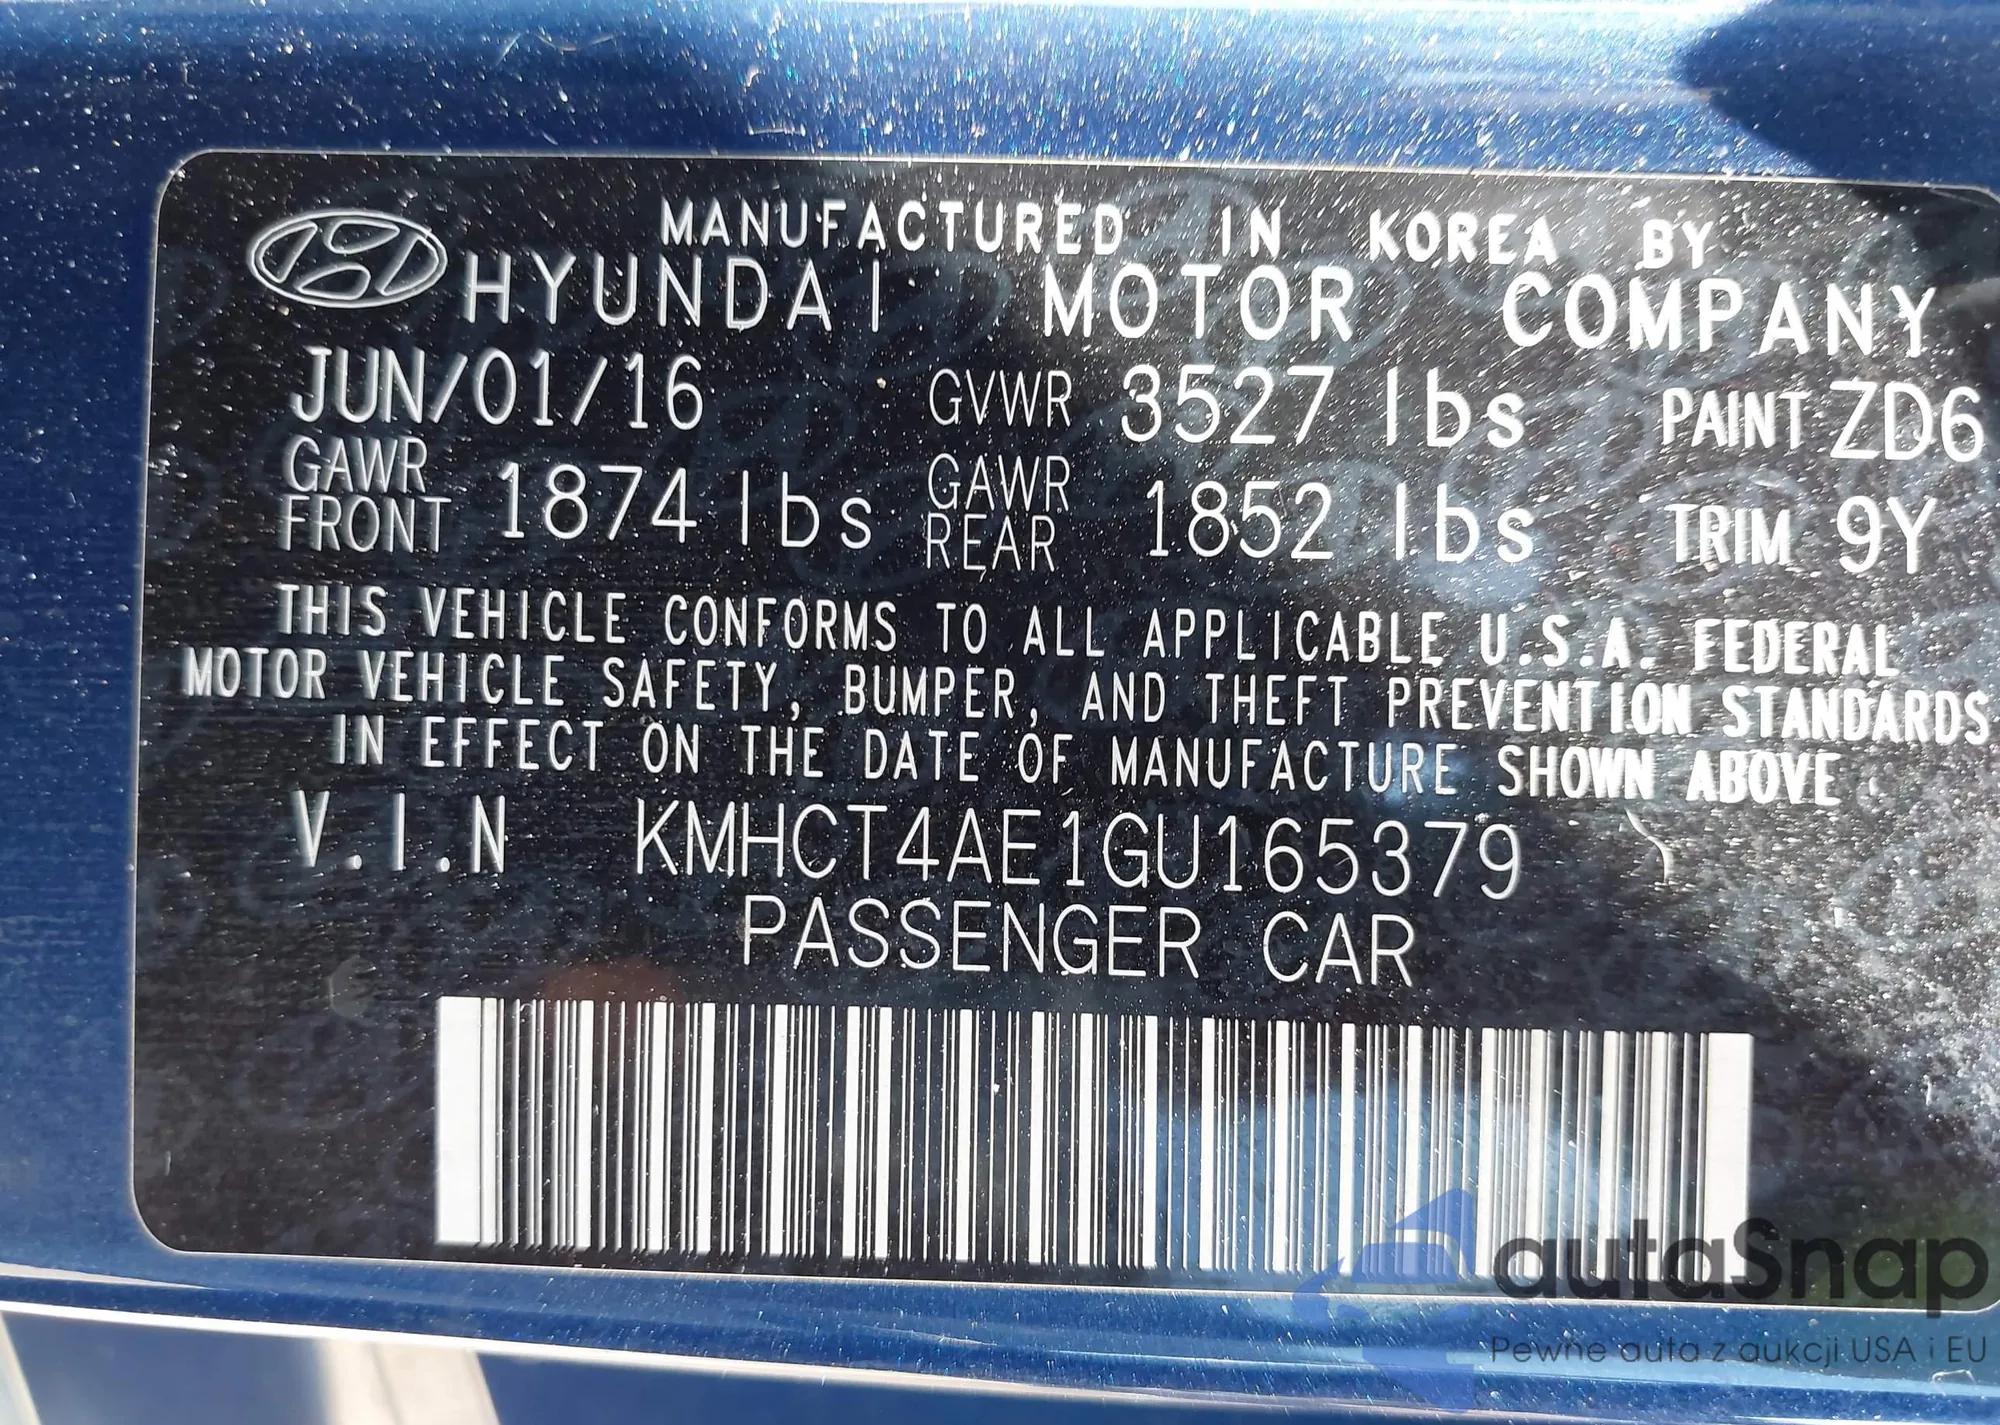 MANUFACTURED IN KOREA BY
HYUNDAI MOTOR COMPANY
JUN/01/16 GVWR 3527 lbs PAINT ZD6
GAWR FRONT 1874 lbs GAWR REAR 1852 lbs TRIM 9Y
THIS VEHICLE CONFORMS TO ALL APPLICABLE U.S.A. FEDERAL
MOTOR VEHICLE SAFETY, BUMPER, AND THEFT PREVENTION STANDARDS
IN EFFECT ON THE DATE OF MANUFACTURE SHOWN ABOVE.
V.I.N KMHCT4AE1GU165379
PASSENGER CAR
autaSnap
Pewne auta z aukcji USA i EU